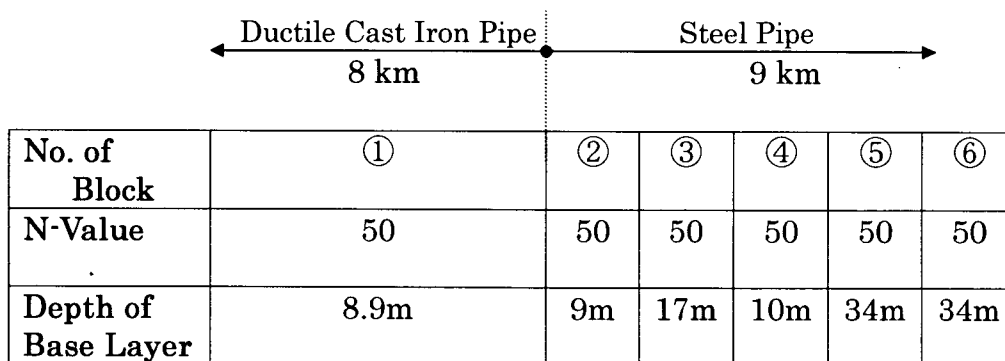 Ductile Cast Iron Pipe Steel Pipe
8 km 9 km
No. of Block ① ② ③ ④ ⑤ ⑥
N-Value 50 50 50 50 50 50
Depth of Base Layer 8.9m 9m 17m 10m 34m 34m